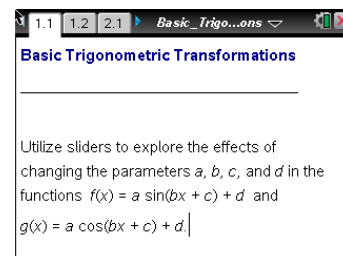 1.1 1.2 2.1 Basic_Trigo...ons
Basic Trigonometric Transformations
Utilize sliders to explore the effects of
changing the parameters a, b, c, and d in the
functions f(x) = a sin(bx + c) + d and
g(x) = a cos(bx + c) + d.